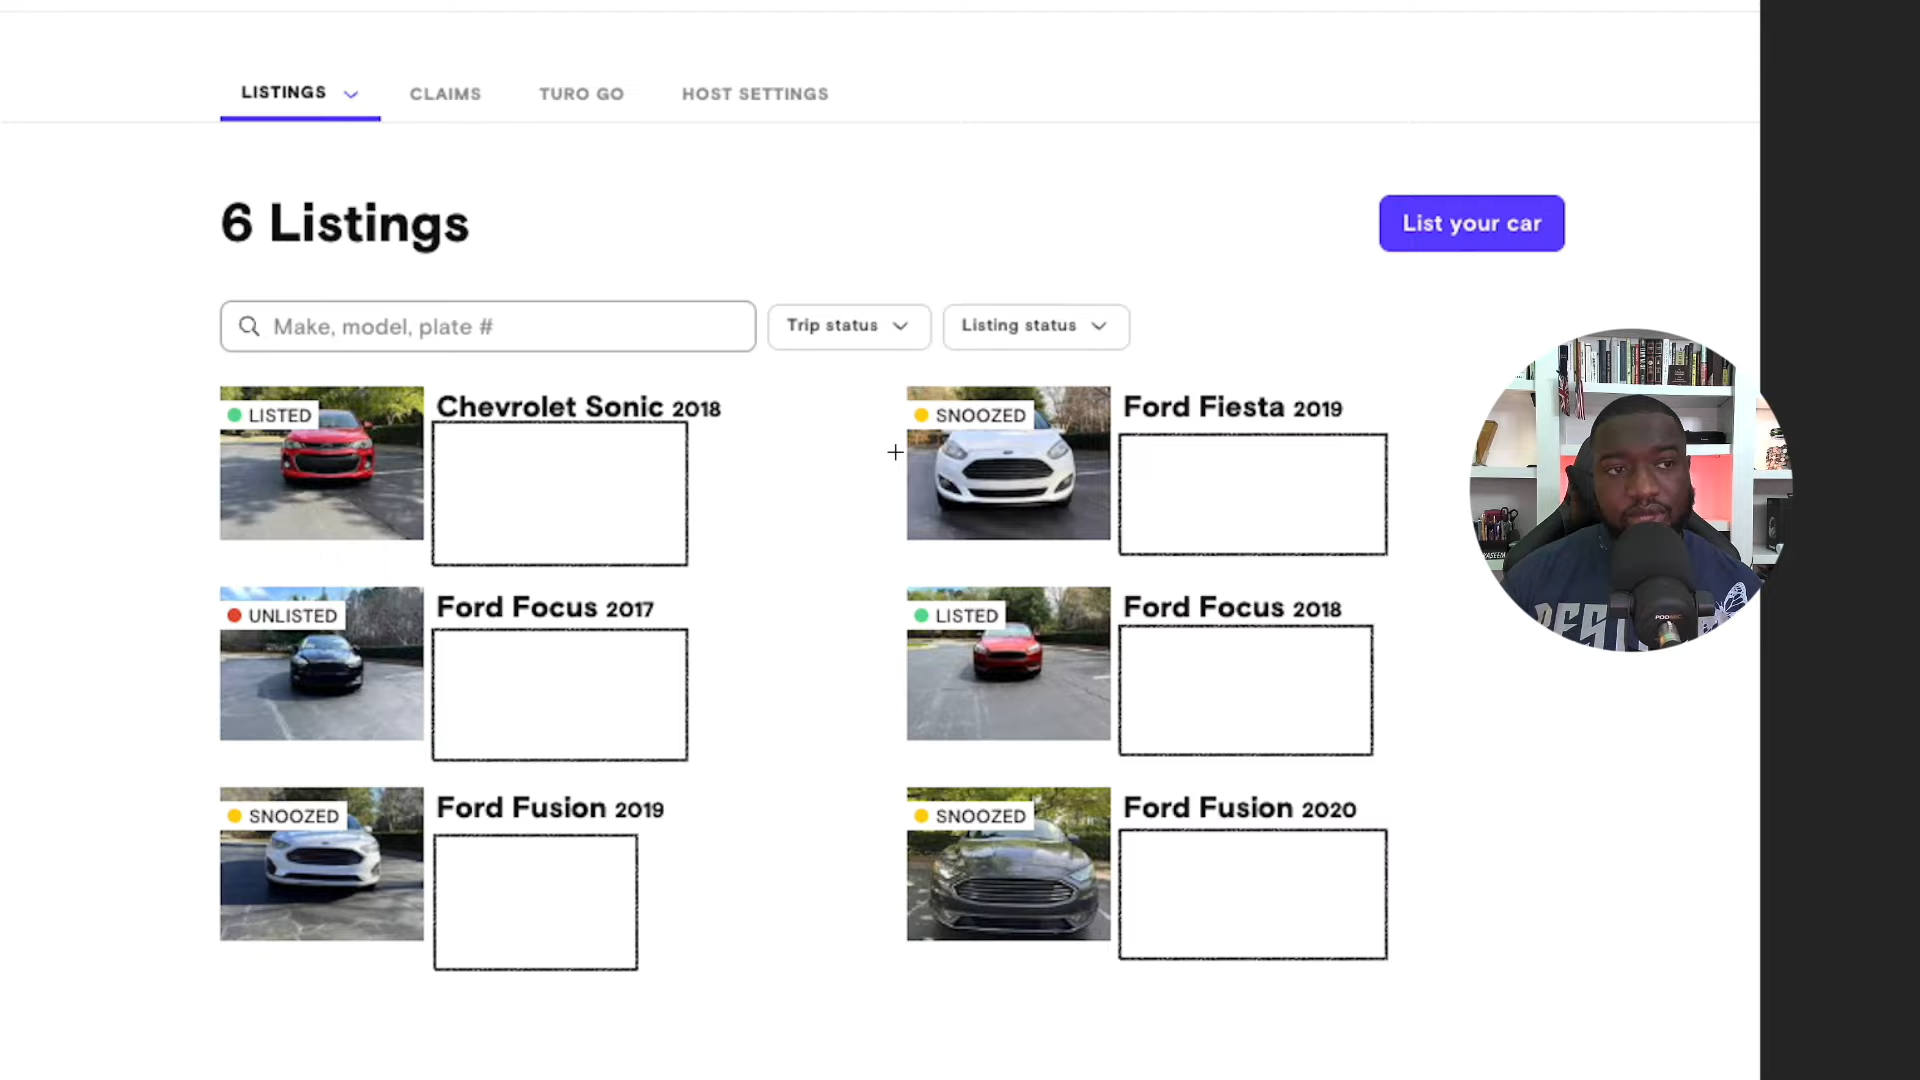 LISTINGS
CLAIMS
TURO GO
HOST SETTINGS
6 Listings
List your car
Make, model, plate #
Trip status
Listing status
LISTED
Chevrolet Sonic 2018
SNOOZED
Ford Fiesta 2019
UNLISTED
Ford Focus 2017
LISTED
Ford Focus 2018
SNOOZED
Ford Fusion 2019
SNOOZED
Ford Fusion 2020